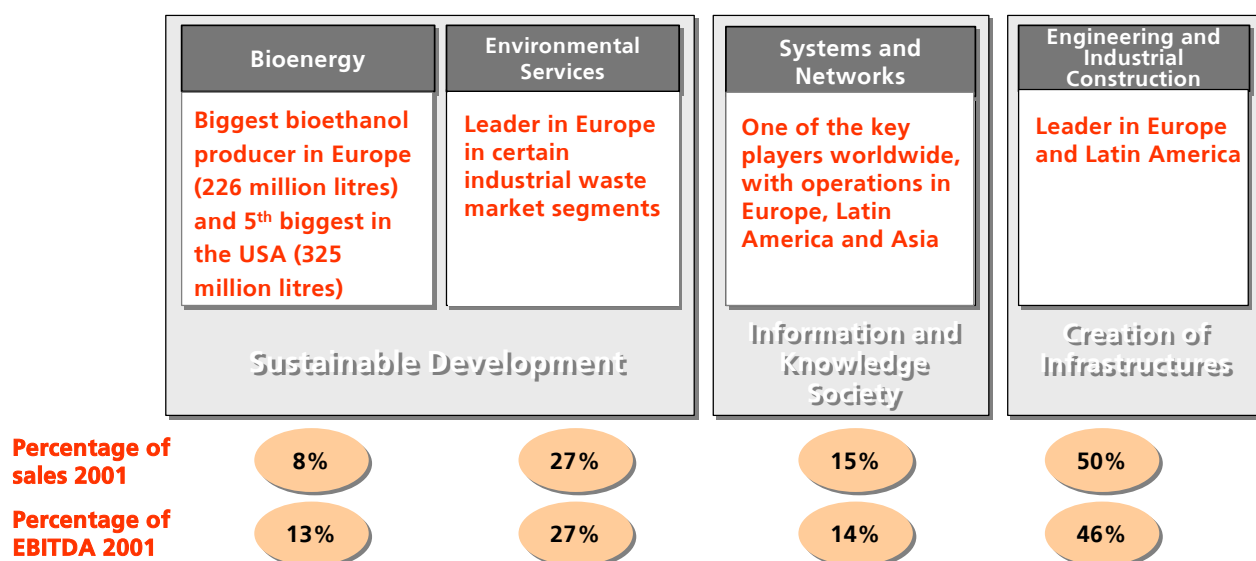 Bioenergy
Biggest bioethanol
producer in Europe
(226 million litres)
and 5th biggest in
the USA (325
million litres)
Environmental
Services
Leader in Europe
in certain
industrial waste
market segments
Sustainable Development
Systems and
Networks
One of the key
players worldwide,
with operations in
Europe, Latin
America and Asia
Information and
Knowledge
Society
Engineering and
Industrial
Construction
Leader in Europe
and Latin America
Creation of
Infrastructures
Percentage of
sales 2001
8%
27%
15%
50%
Percentage of
EBITDA 2001
13%
27%
14%
46%